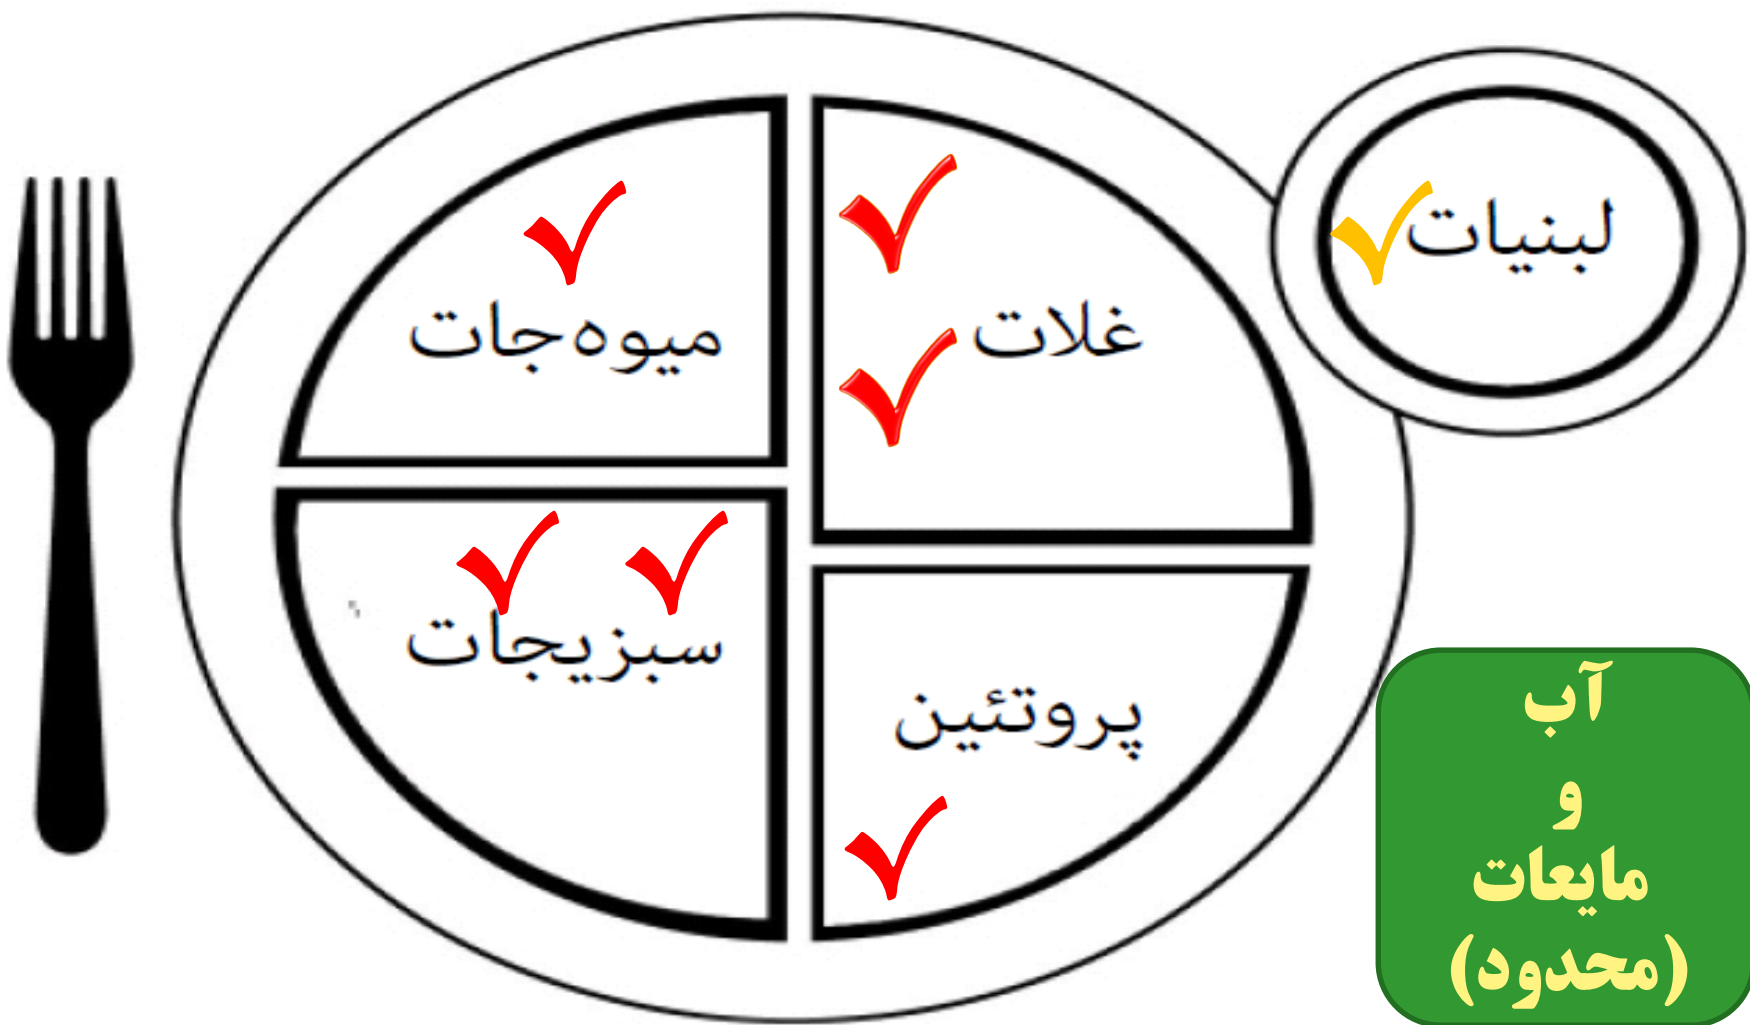 لبنیات
غلات
میوه‌جات
سبزیجات
پروتئین
آب
و
مایعات
(محدود)